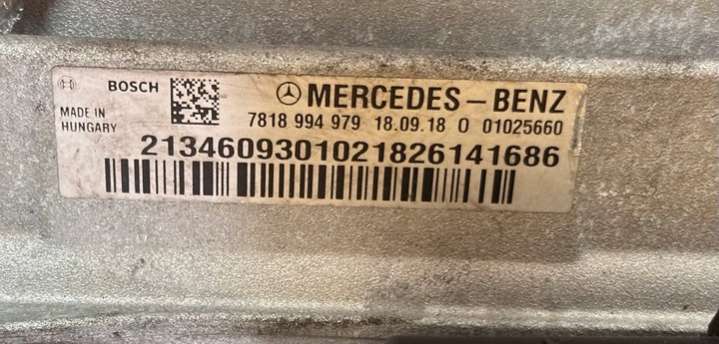 BOSCH
MERCEDES-BENZ
MADE IN
HUNGARY
7818 994 979 18.09.18 0 01025660
2134609301021826141686